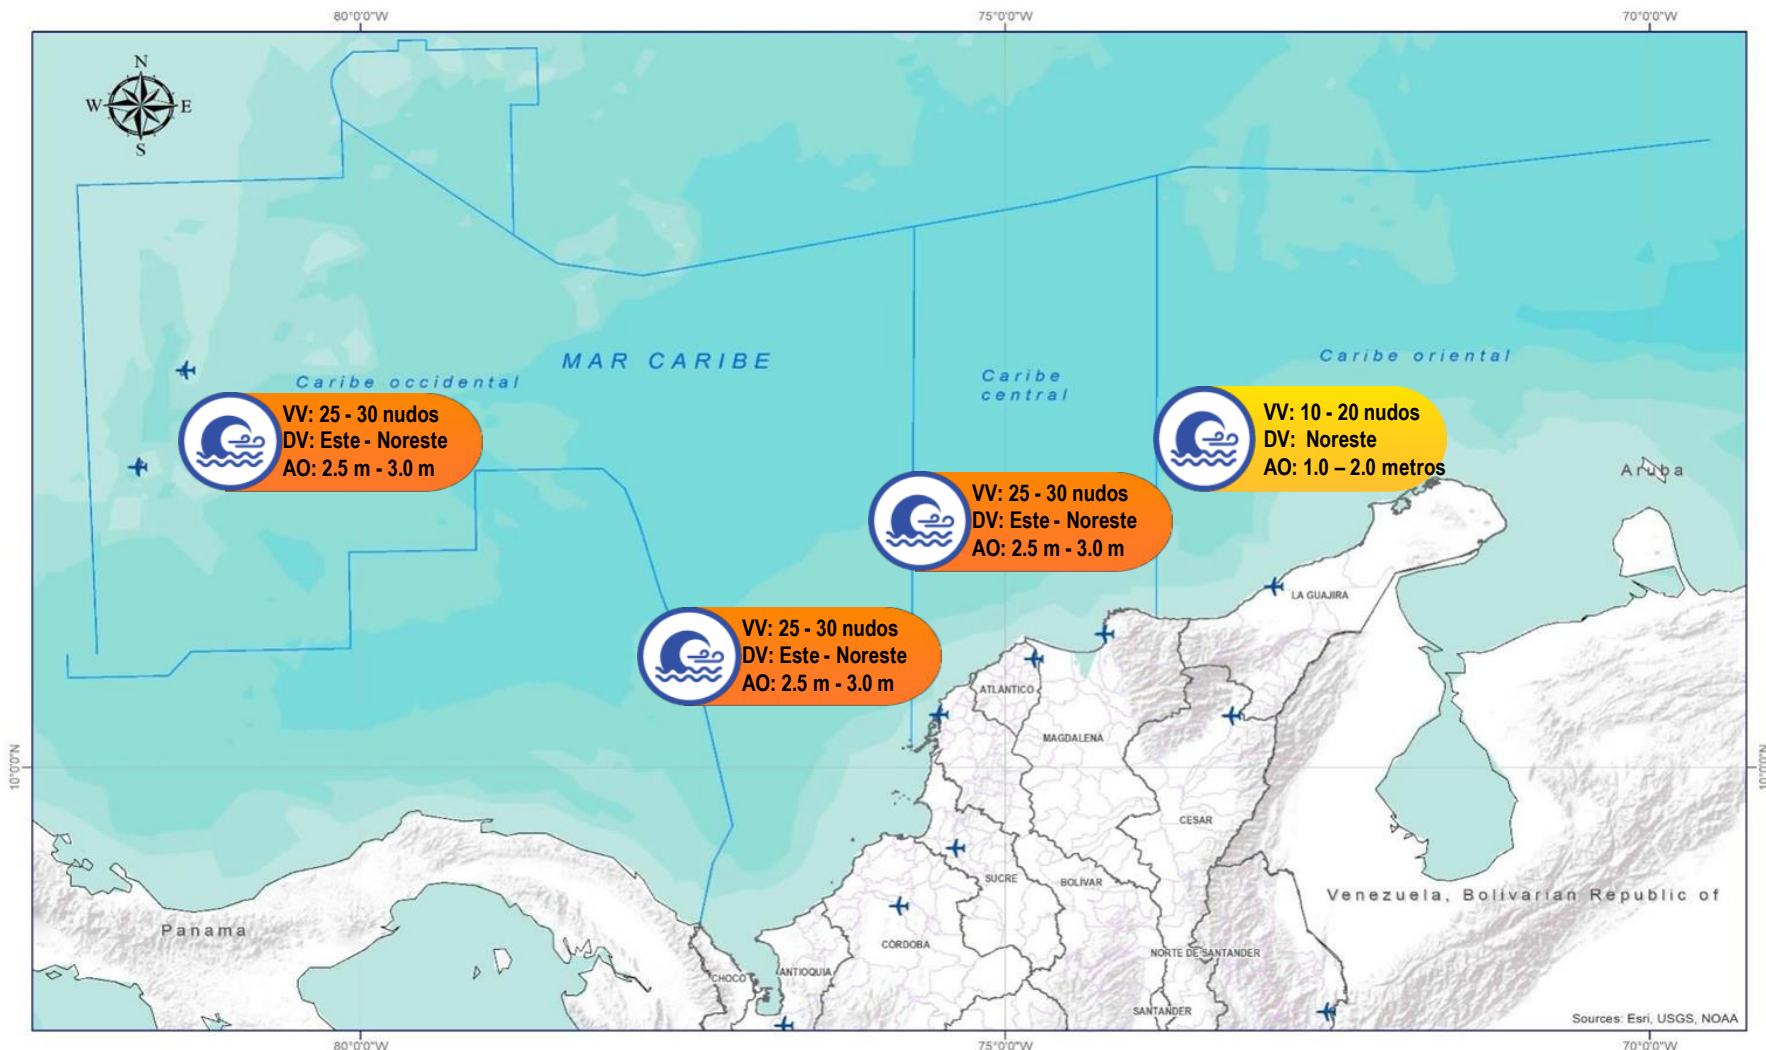 80°0'0"W
75°0'0"W
70°0'0"W
N
W
E
S
MAR CARIBE
Caribe occidental
Caribe
central
Caribe oriental
VV: 25 - 30 nudos
DV: Este - Noreste
AO: 2.5 m - 3.0 m
VV: 10 - 20 nudos
DV: Noreste
AO: 1.0 – 2.0 metros
Aruba
VV: 25 - 30 nudos
DV: Este - Noreste
AO: 2.5 m - 3.0 m
LA GUAJIRA
VV: 25 - 30 nudos
DV: Este - Noreste
AO: 2.5 m - 3.0 m
ATLANTICO
MAGDALENA
10°0'0"N
10°0'0"N
CESAR
SUCRE
BOLÍVAR
Venezuela, Bolivarian Republic of
Panama
CÓRDOBA
NORTE DE SANTANDER
CHOCO
ANTIOQUIA
SANTANDER
Sources: Esri, USGS, NOAA
80°0'0"W
75°0'0"W
70°0'0"W